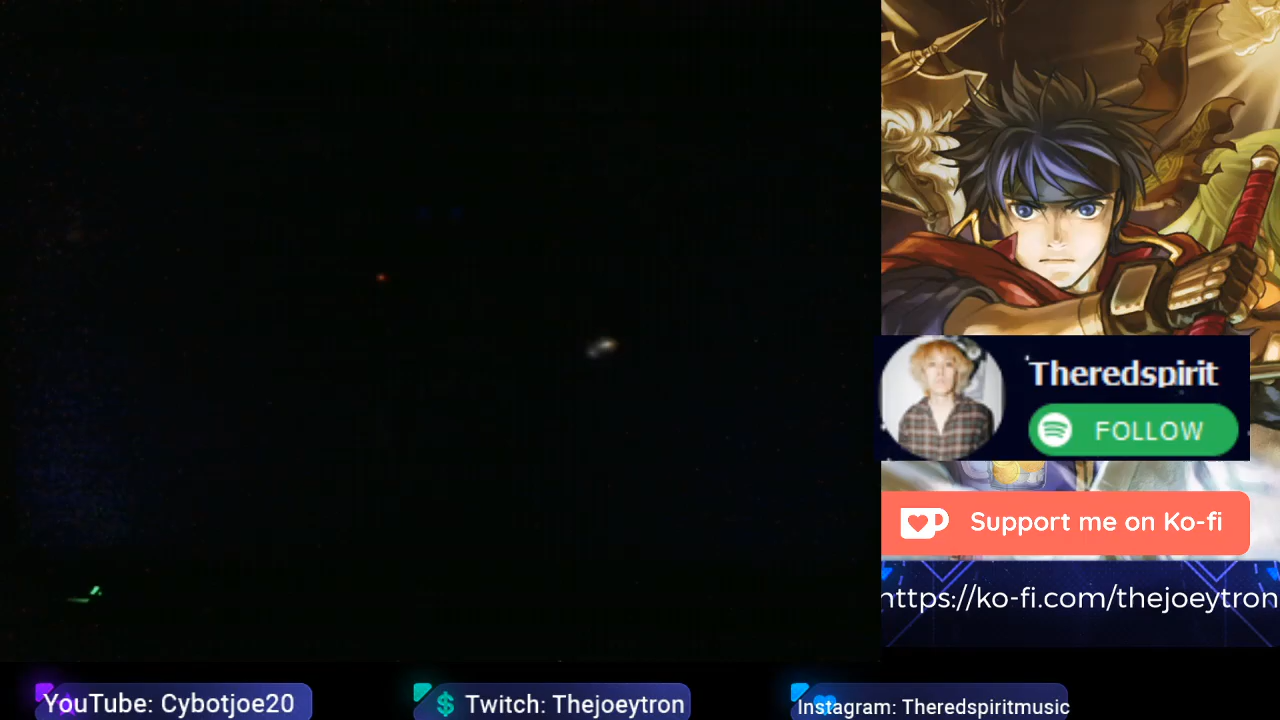 Theredspirit
FOLLOW
Support me on Ko-fi
https://ko-fi.com/thejoeytron
YouTube: Cybotjoe20
Twitch: Thejoeytron
Instagram: Theredspiritmusic